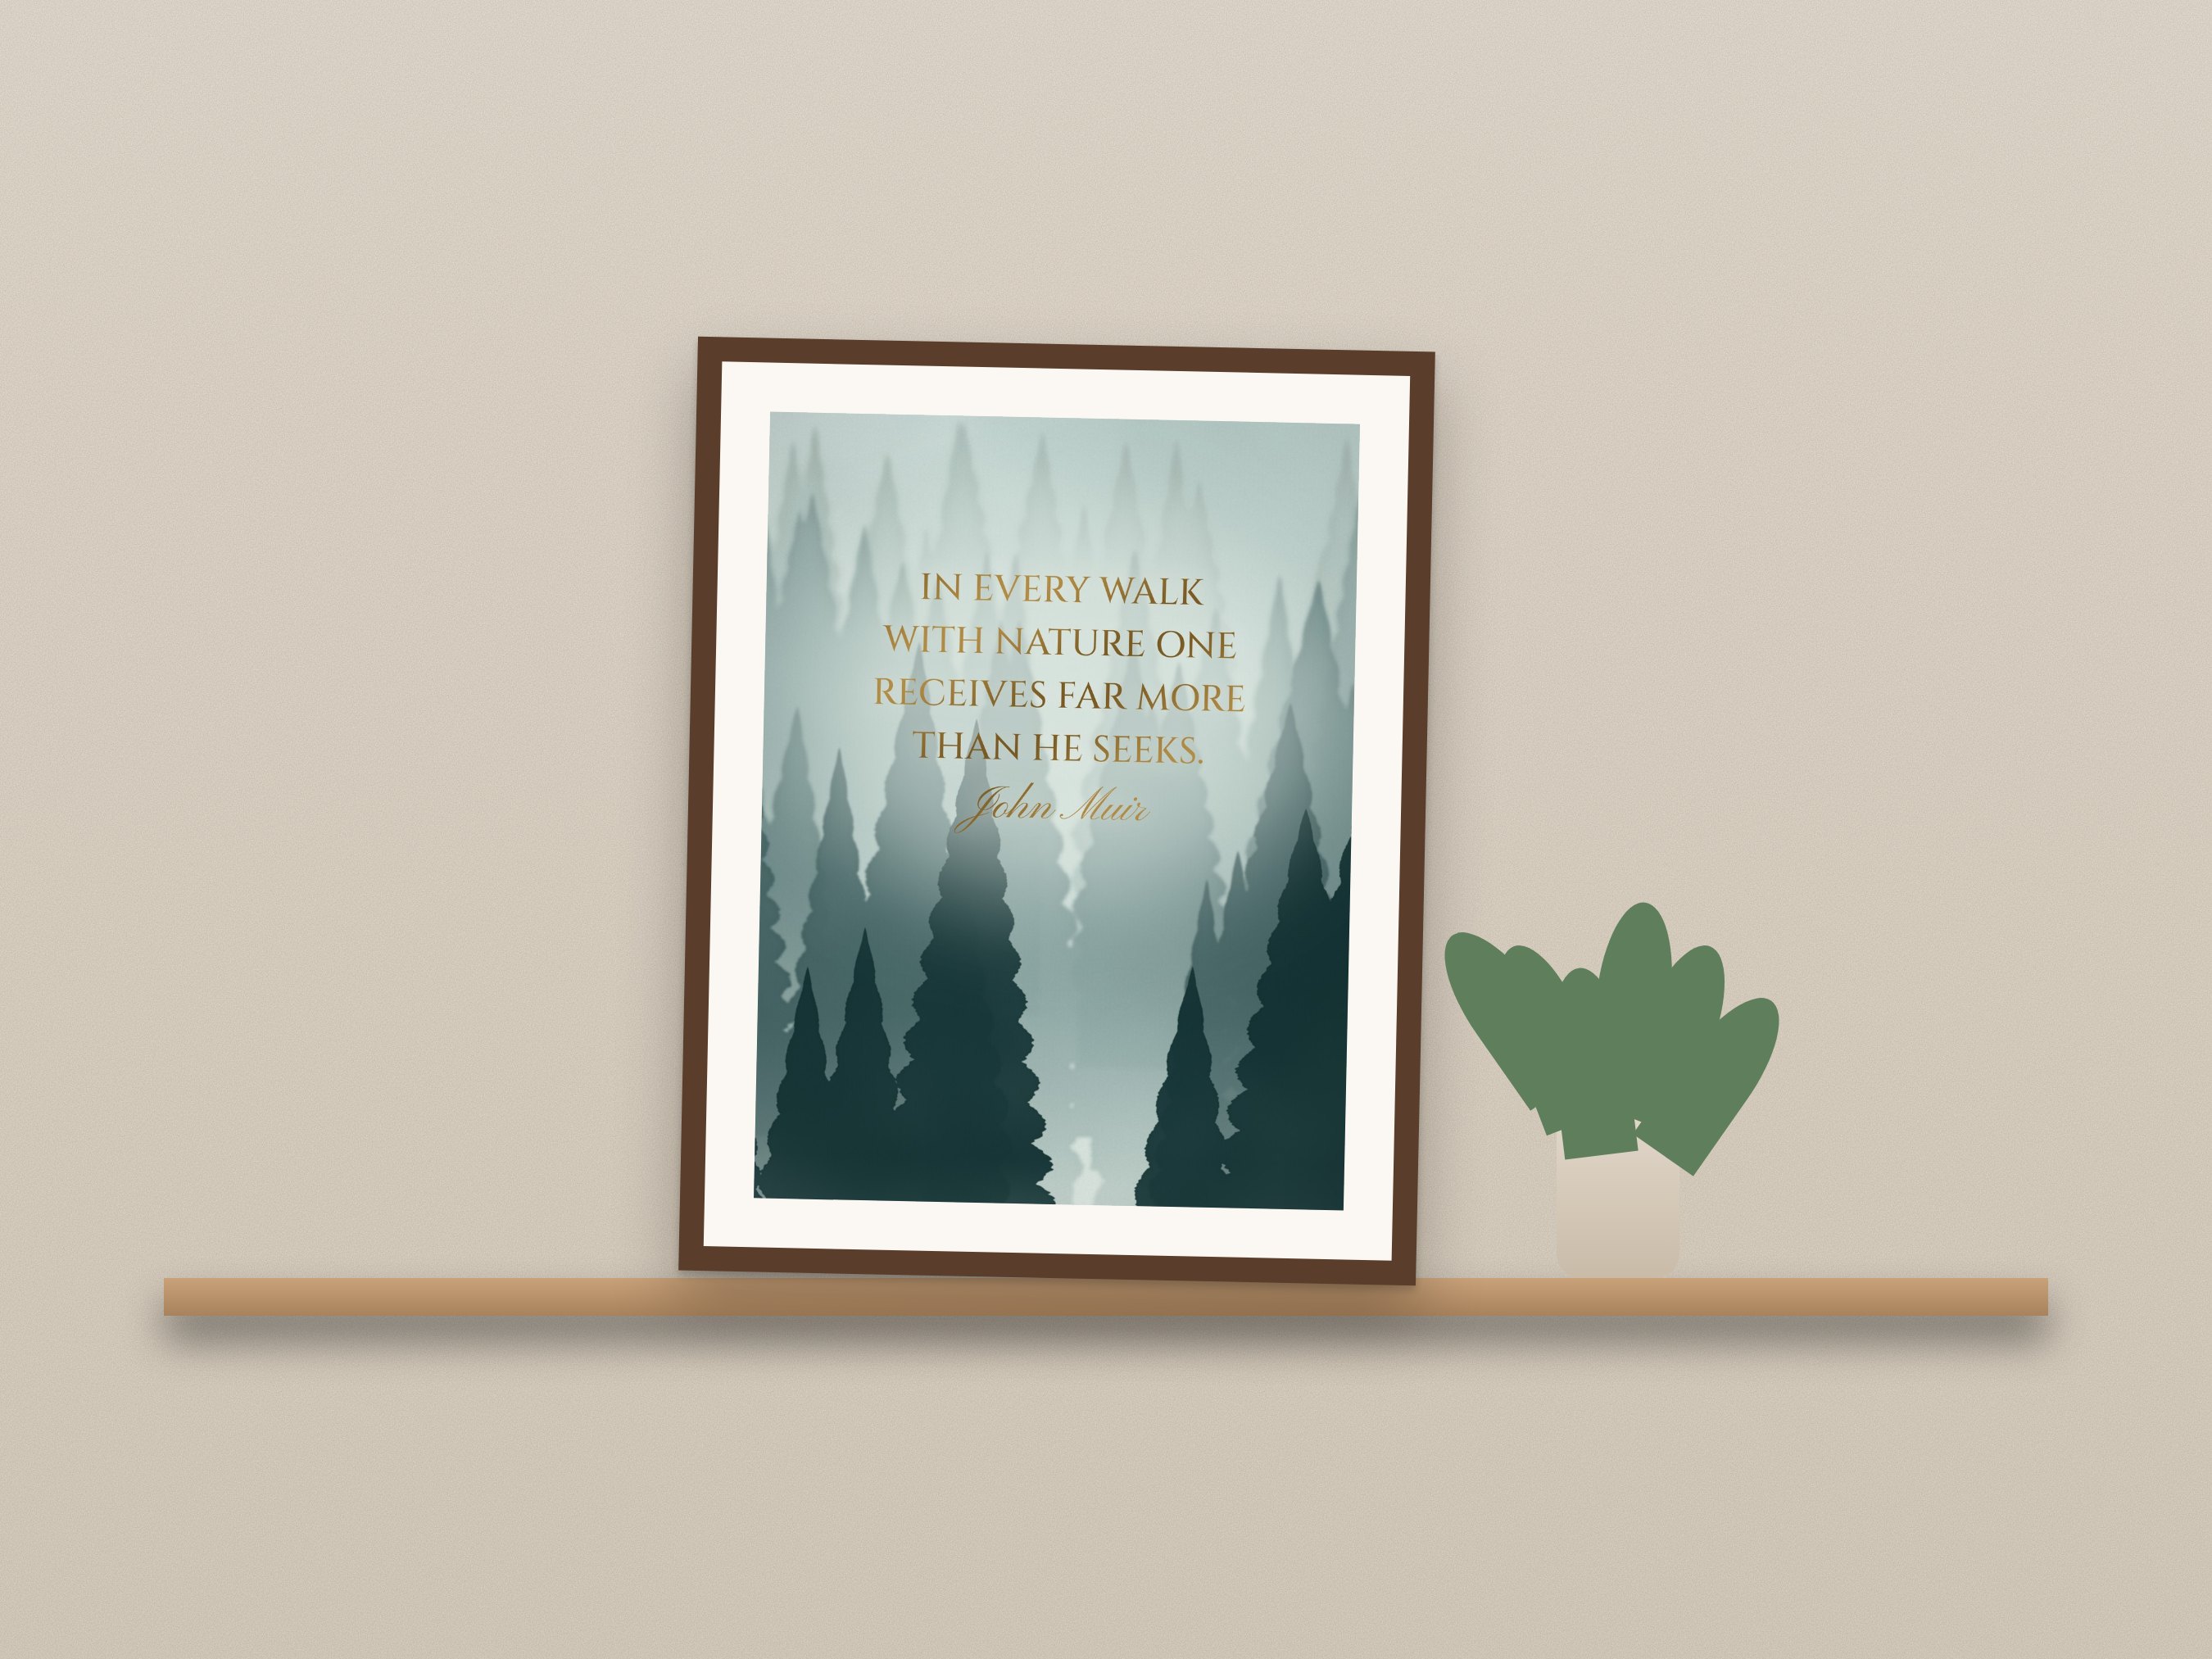 IN EVERY WALK
WITH NATURE ONE
RECEIVES FAR MORE
THAN HE SEEKS.
John Muir